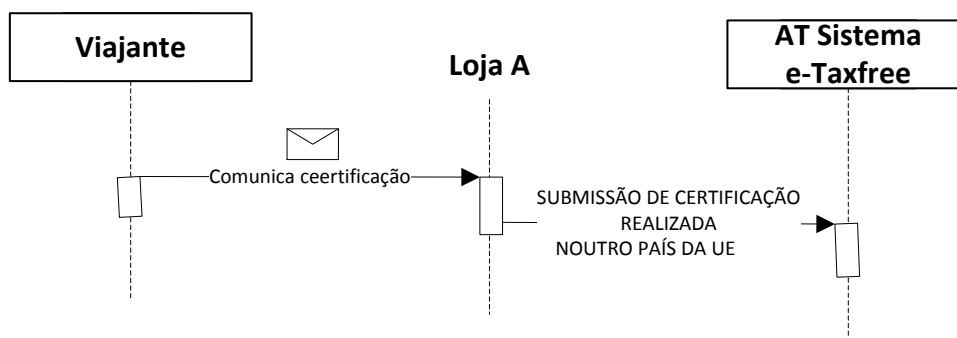 Viajante
Loja A
AT Sistema
e-Taxfree
Comunica ceertificação
SUBMISSÃO DE CERTIFICAÇÃO
REALIZADA
NOUTRO PAÍS DA UE